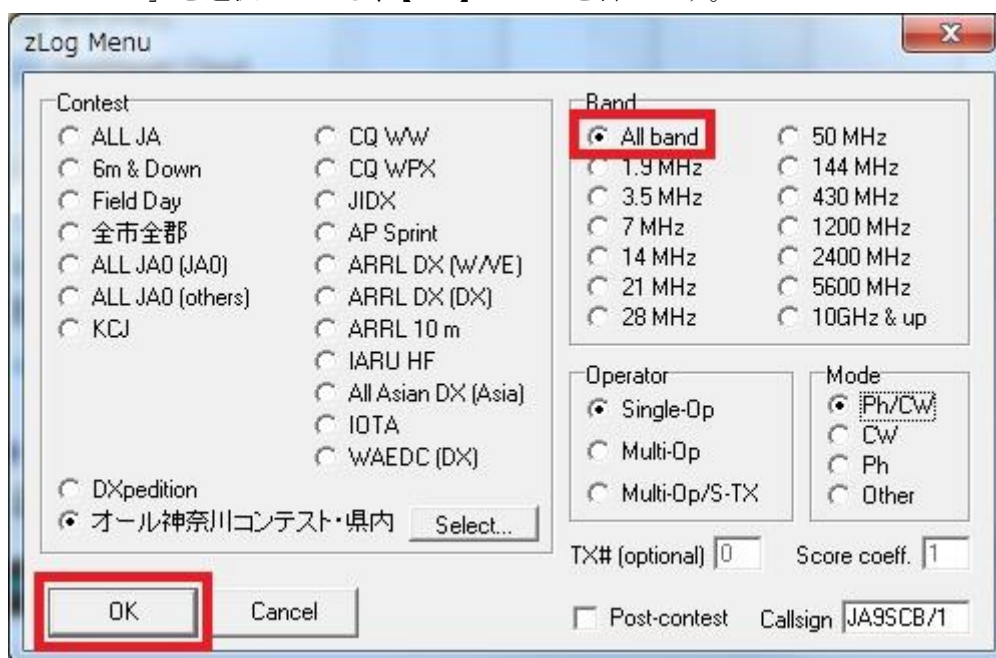 zLog Menu
Contest
ALL JA
6m & Down
Field Day
全市全郡
ALL JA0 (JA0)
ALL JA0 (others)
KCJ
CQ WW
CQ WPX
JIDX
AP Sprint
ARRL DX (W/VE)
ARRL DX (DX)
ARRL 10 m
IARU HF
All Asian DX (Asia)
IOTA
WAEDC (DX)
DXpedition
オール神奈川コンテスト・県内
Select...
Band
All band
1.9 MHz
3.5 MHz
7 MHz
14 MHz
21 MHz
28 MHz
50 MHz
144 MHz
430 MHz
1200 MHz
2400 MHz
5600 MHz
10GHz & up
Operator
Single-Op
Multi-Op
Multi-Op/S-TX
Mode
Ph/CW
CW
Ph
Other
TX# (optional) 0
Score coeff. 1
OK
Cancel
Post-contest
Callsign JA9SCB/1